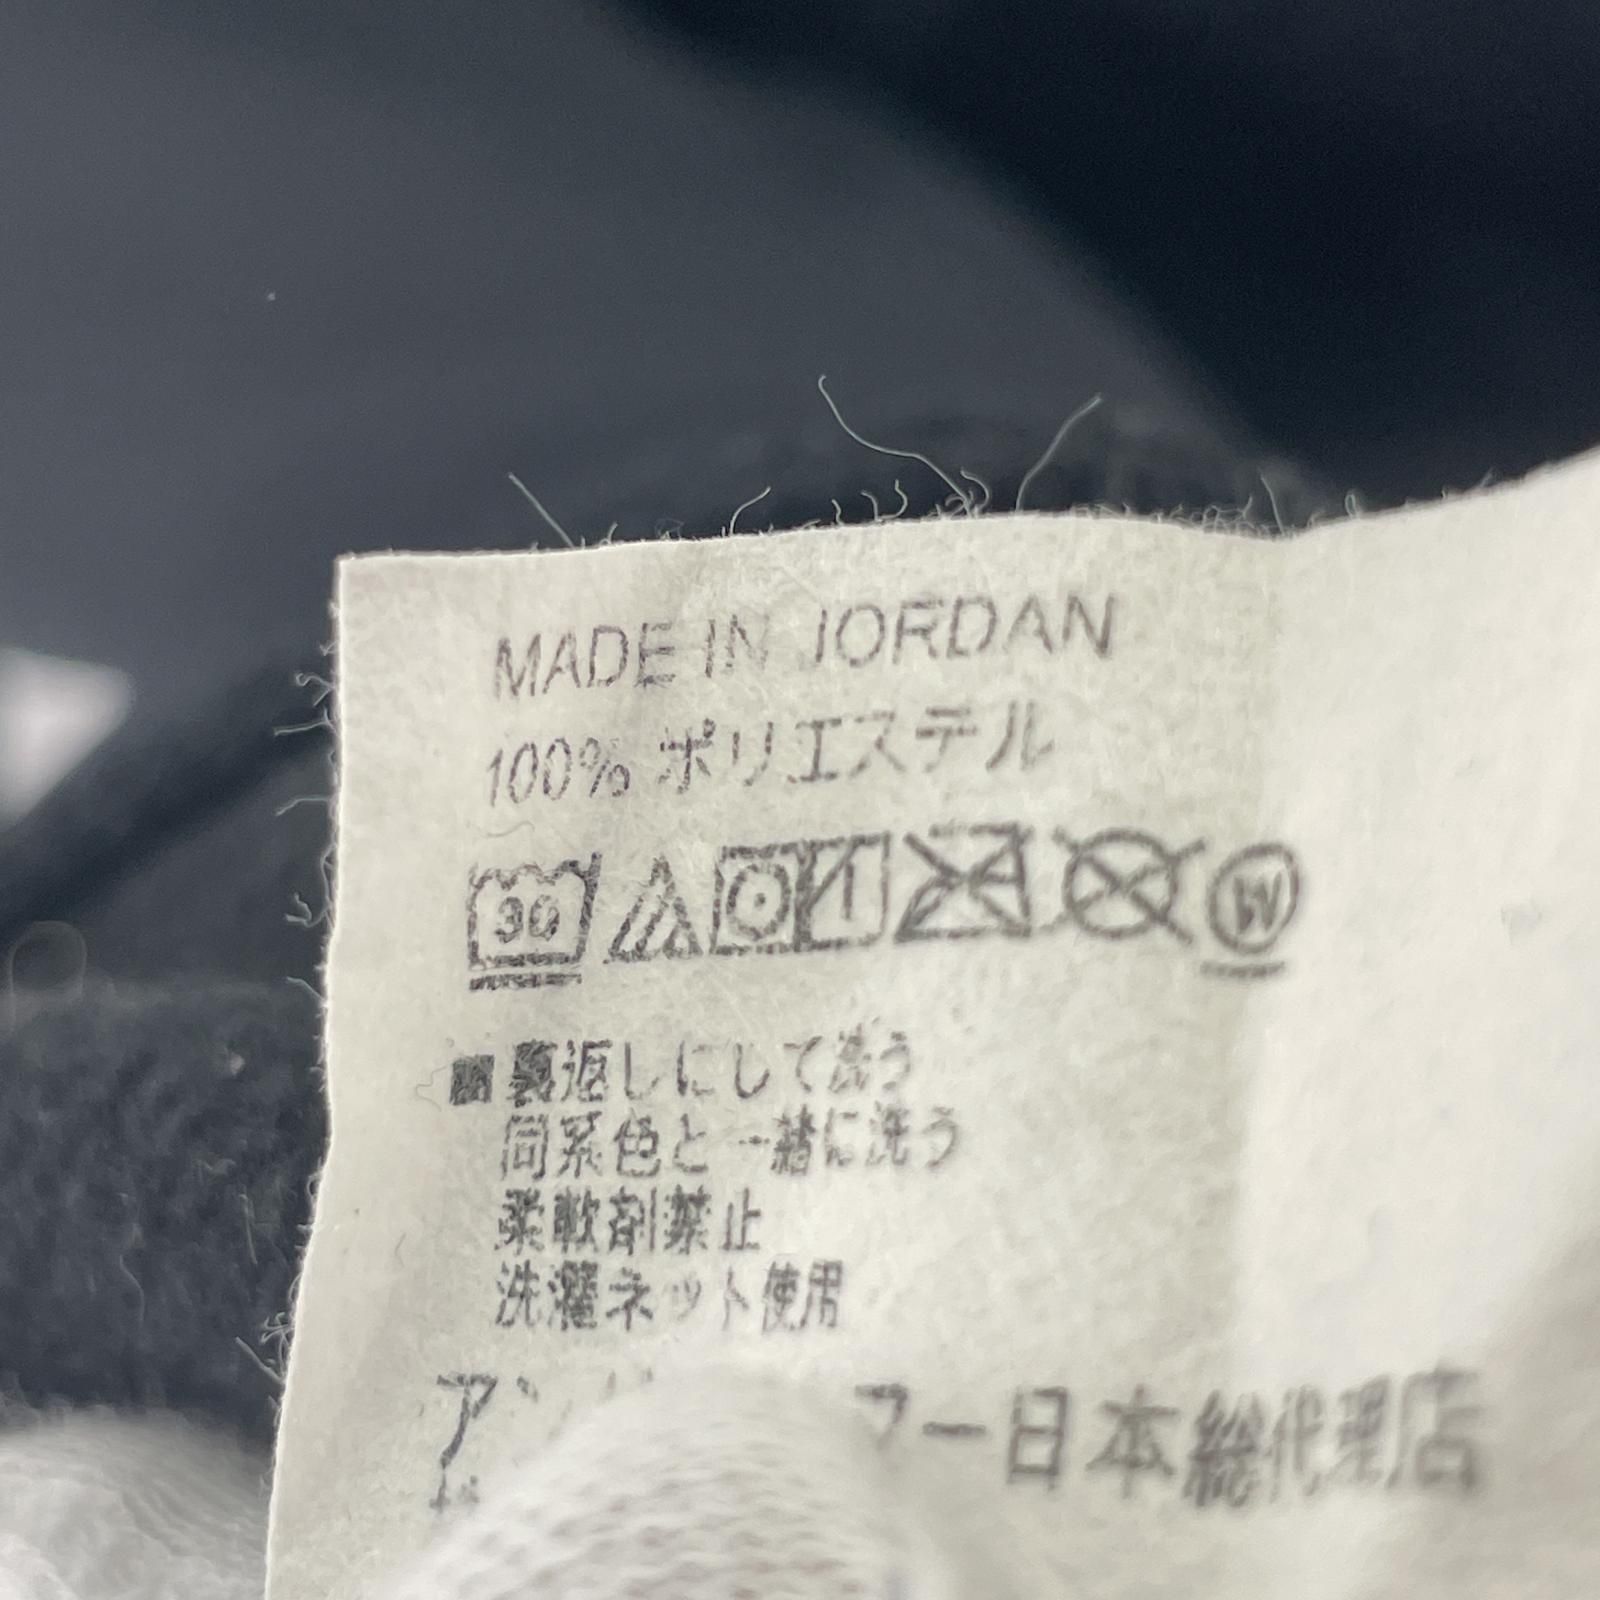 MADE IN JORDAN
100% ポリエステル
30 W
■裏返しにして洗う
同系色と一緒に洗う
柔軟剤禁止
洗濯ネット使用
ー日本総代理店